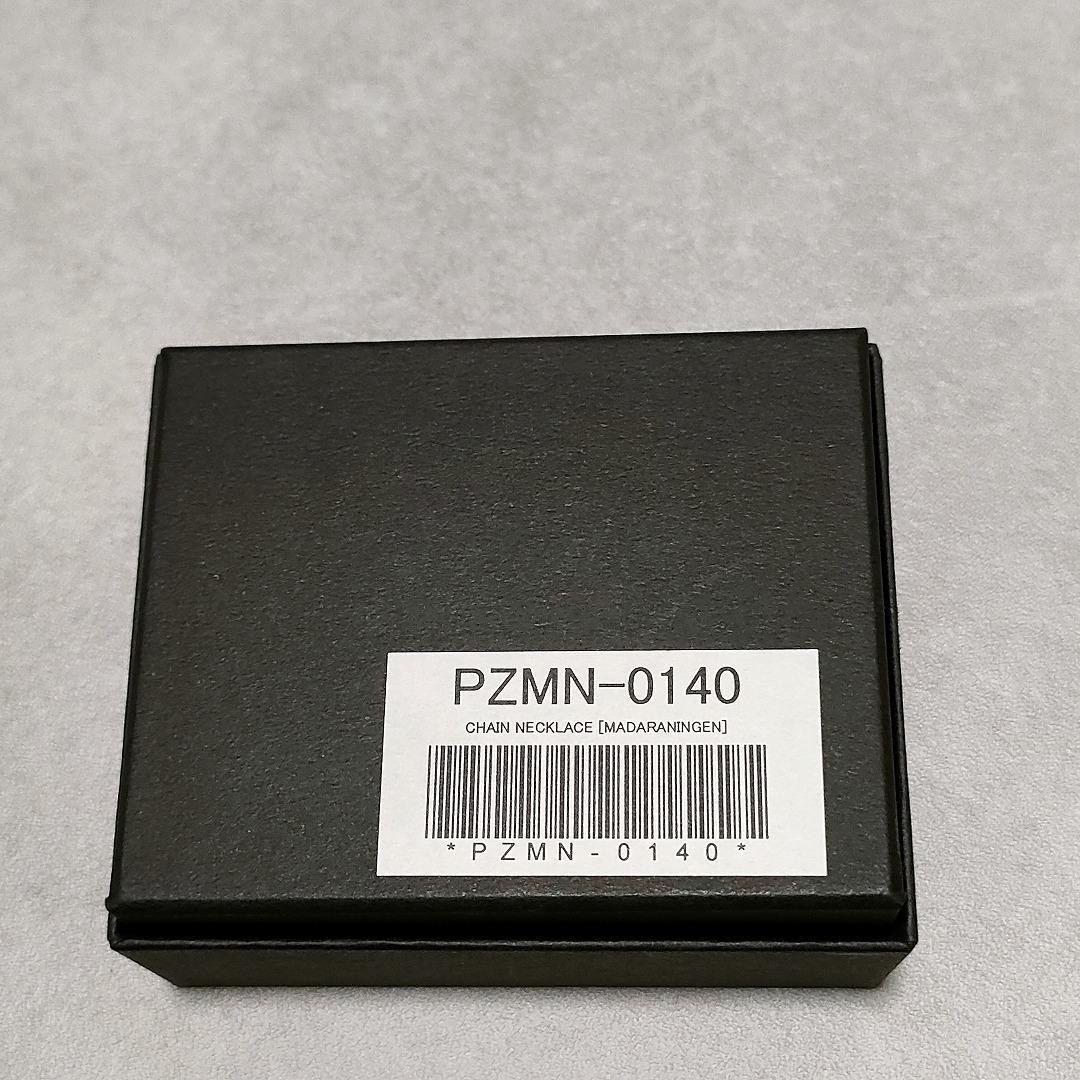 PZMN-0140
CHAIN NECKLACE [MADARANINGEN]
*PZMN-0140*